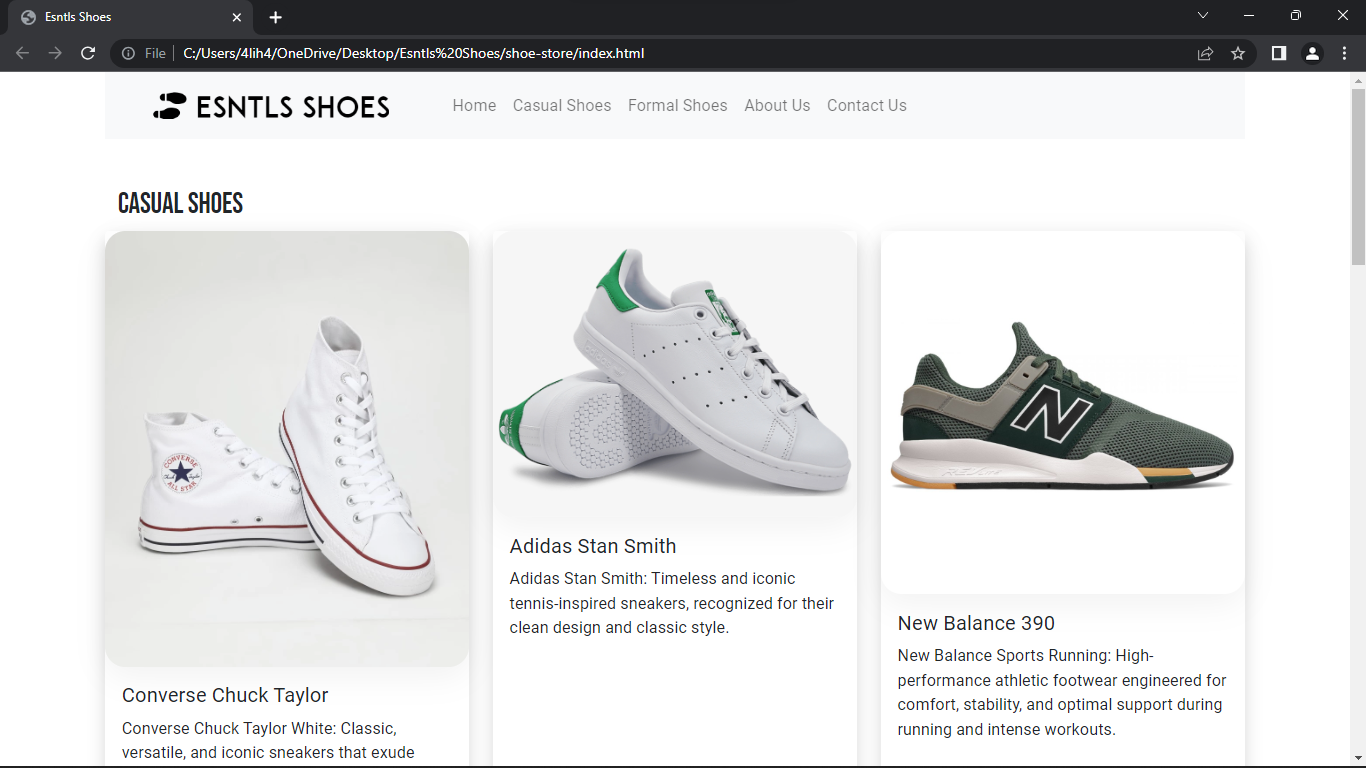 Esntls Shoes
File
C:/Users/4lih4/OneDrive/Desktop/Esntls%20Shoes/shoe-store/index.html
ESNTLS SHOES
Home Casual Shoes Formal Shoes About Us Contact Us
CASUAL SHOES
CONVERSE
ALL STAR
N
Converse Chuck Taylor
Converse Chuck Taylor White: Classic,
versatile, and iconic sneakers that exude
Adidas Stan Smith
Adidas Stan Smith: Timeless and iconic
tennis-inspired sneakers, recognized for their
clean design and classic style.
New Balance 390
New Balance Sports Running: High-
performance athletic footwear engineered for
comfort, stability, and optimal support during
running and intense workouts.